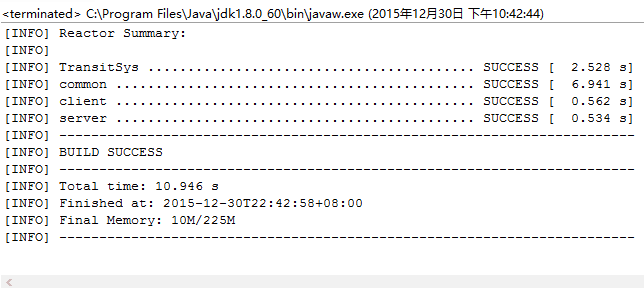 <terminated> C:\Program Files\Java\jdk1.8.0_60\bin\javaw.exe (2015年12月30日 下午10:42:44)
[INFO] Reactor Summary:
[INFO]
[INFO] TransitSys ......................................... SUCCESS [  2.528 s]
[INFO] common ............................................. SUCCESS [  6.941 s]
[INFO] client ............................................. SUCCESS [  0.562 s]
[INFO] server ............................................. SUCCESS [  0.534 s]
[INFO] ------------------------------------------------------------------------
[INFO] BUILD SUCCESS
[INFO] ------------------------------------------------------------------------
[INFO] Total time: 10.946 s
[INFO] Finished at: 2015-12-30T22:42:58+08:00
[INFO] Final Memory: 10M/225M
[INFO] ------------------------------------------------------------------------